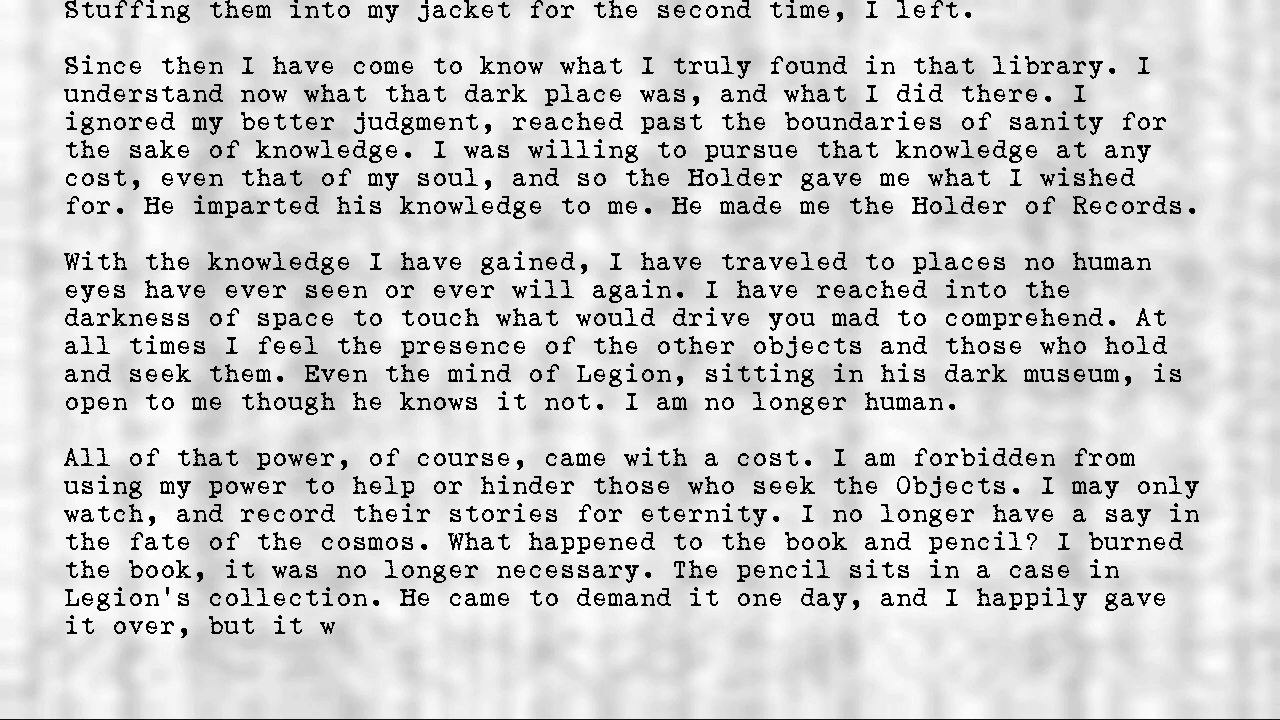 Stuffing them into my jacket for the second time, I left.
Since then I have come to know what I truly found in that library. I
understand now what that dark place was, and what I did there. I
ignored my better judgment, reached past the boundaries of sanity for
the sake of knowledge. I was willing to pursue that knowledge at any
cost, even that of my soul, and so the Holder gave me what I wished
for. He imparted his knowledge to me. He made me the Holder of Records.
With the knowledge I have gained, I have traveled to places no human
eyes have ever seen or ever will again. I have reached into the
darkness of space to touch what would drive you mad to comprehend. At
all times I feel the presence of the other objects and those who hold
and seek them. Even the mind of Legion, sitting in his dark museum, is
open to me though he knows it not. I am no longer human.
All of that power, of course, came with a cost. I am forbidden from
using my power to help or hinder those who seek the Objects. I may only
watch, and record their stories for eternity. I no longer have a say in
the fate of the cosmos. What happened to the book and pencil? I burned
the book, it was no longer necessary. The pencil sits in a case in
Legion's collection. He came to demand it one day, and I happily gave
it over, but it w